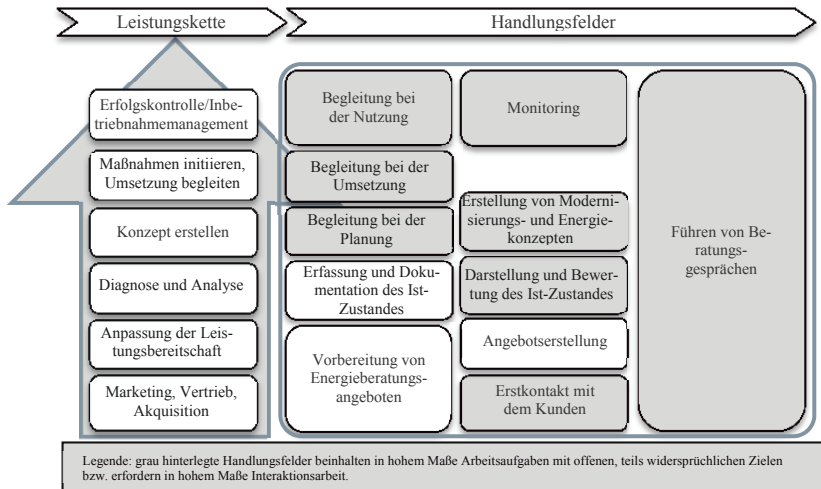 Leistungskette
Handlungsfelder
Erfolgskontrolle/Inbe-
triebnahmemanagement
Maßnahmen initiieren,
Umsetzung begleiten
Konzept erstellen
Diagnose und Analyse
Anpassung der Leis-
tungsbereitschaft
Marketing, Vertrieb,
Akquisition
Begleitung bei
der Nutzung
Begleitung bei der
Umsetzung
Begleitung bei der
Planung
Erfassung und Doku-
mentation des Ist-
Zustandes
Vorbereitung von
Energieberatungs-
angeboten
Monitoring
Erstellung von Moderni-
sierungs- und Energie-
konzepten
Darstellung und Bewer-
tung des Ist-Zustandes
Angebotserstellung
Erstkontakt mit
dem Kunden
Führen von Be-
ratungs-
gesprächen
Legende: grau hinterlegte Handlungsfelder beinhalten in hohem Maße Arbeitsaufgaben mit offenen, teils widersprüchlichen Zielen
bzw. erfordern in hohem Maße Interaktionsarbeit.